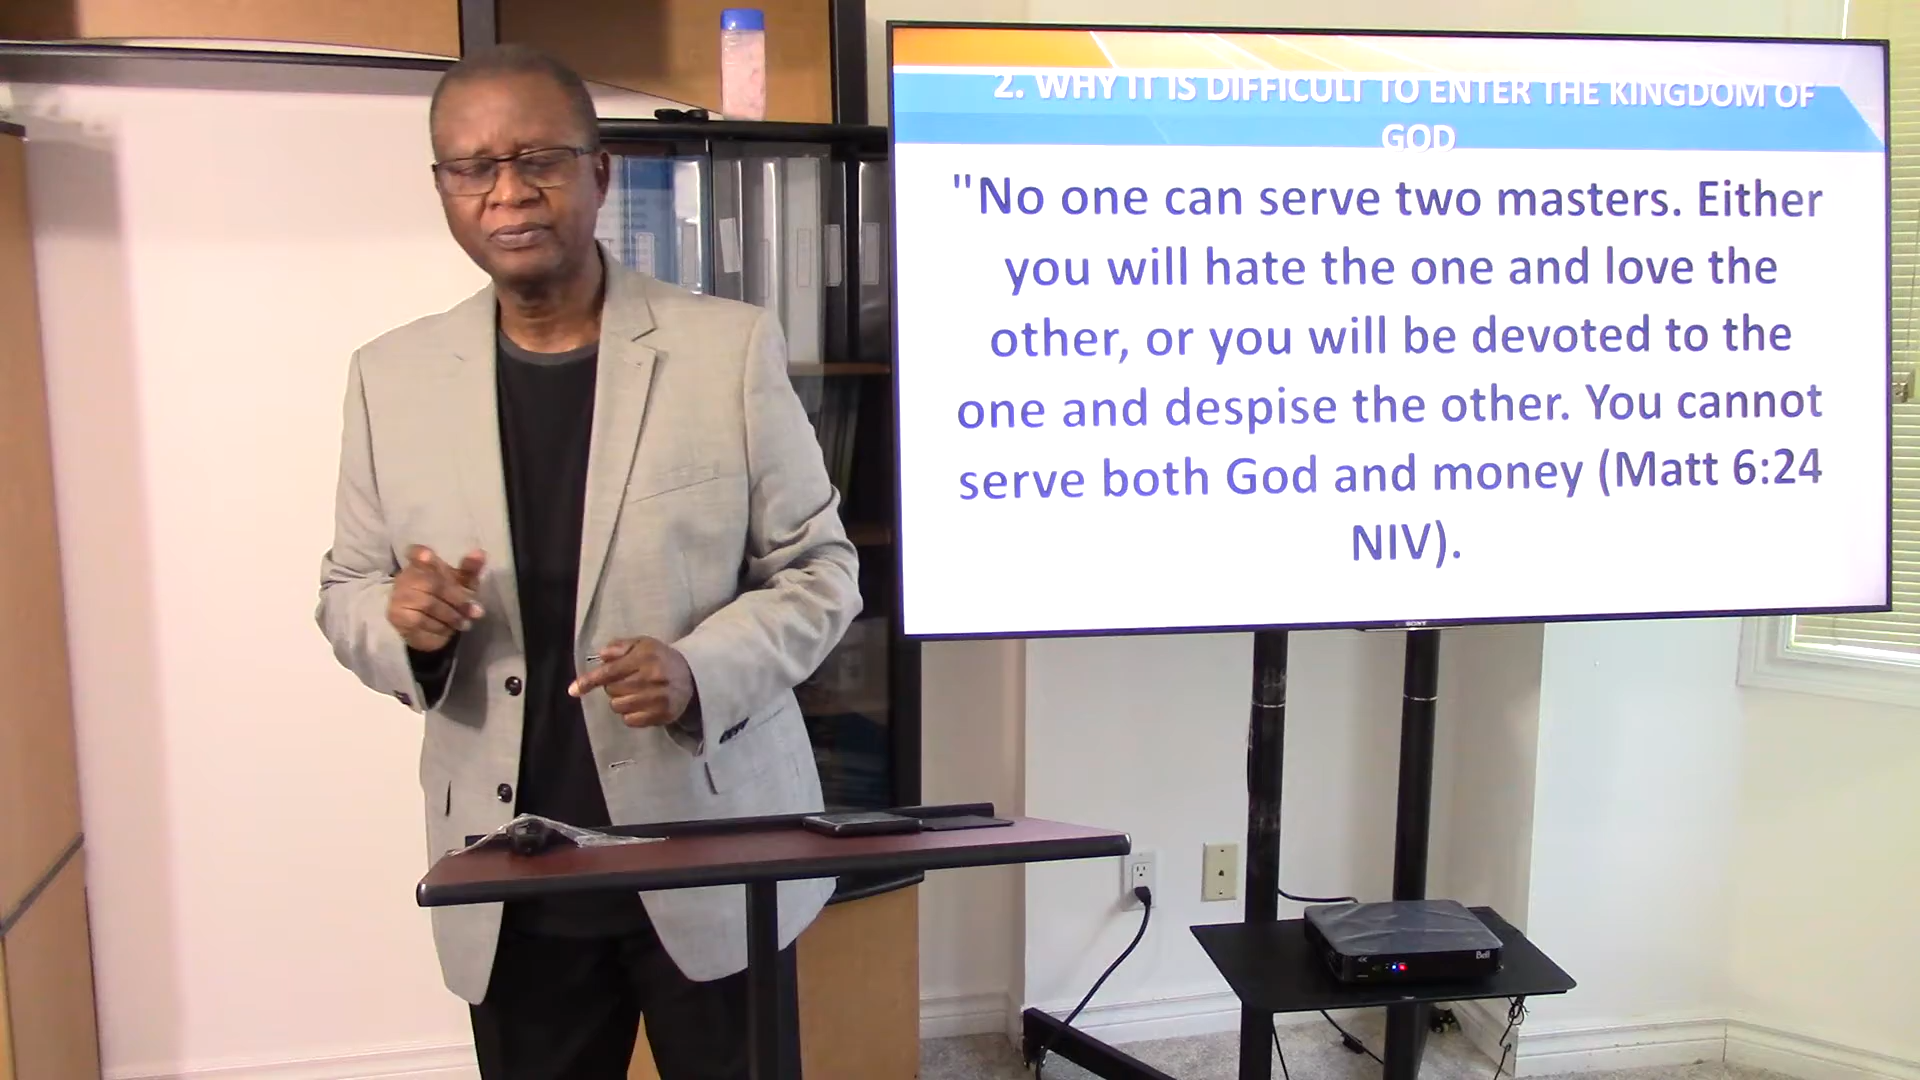 2. WHY IT IS DIFFICULT TO ENTER THE KINGDOM OF
GOD
"No one can serve two masters. Either
you will hate the one and love the
other, or you will be devoted to the
one and despise the other. You cannot
serve both God and money (Matt 6:24
NIV).
SONY
Bell